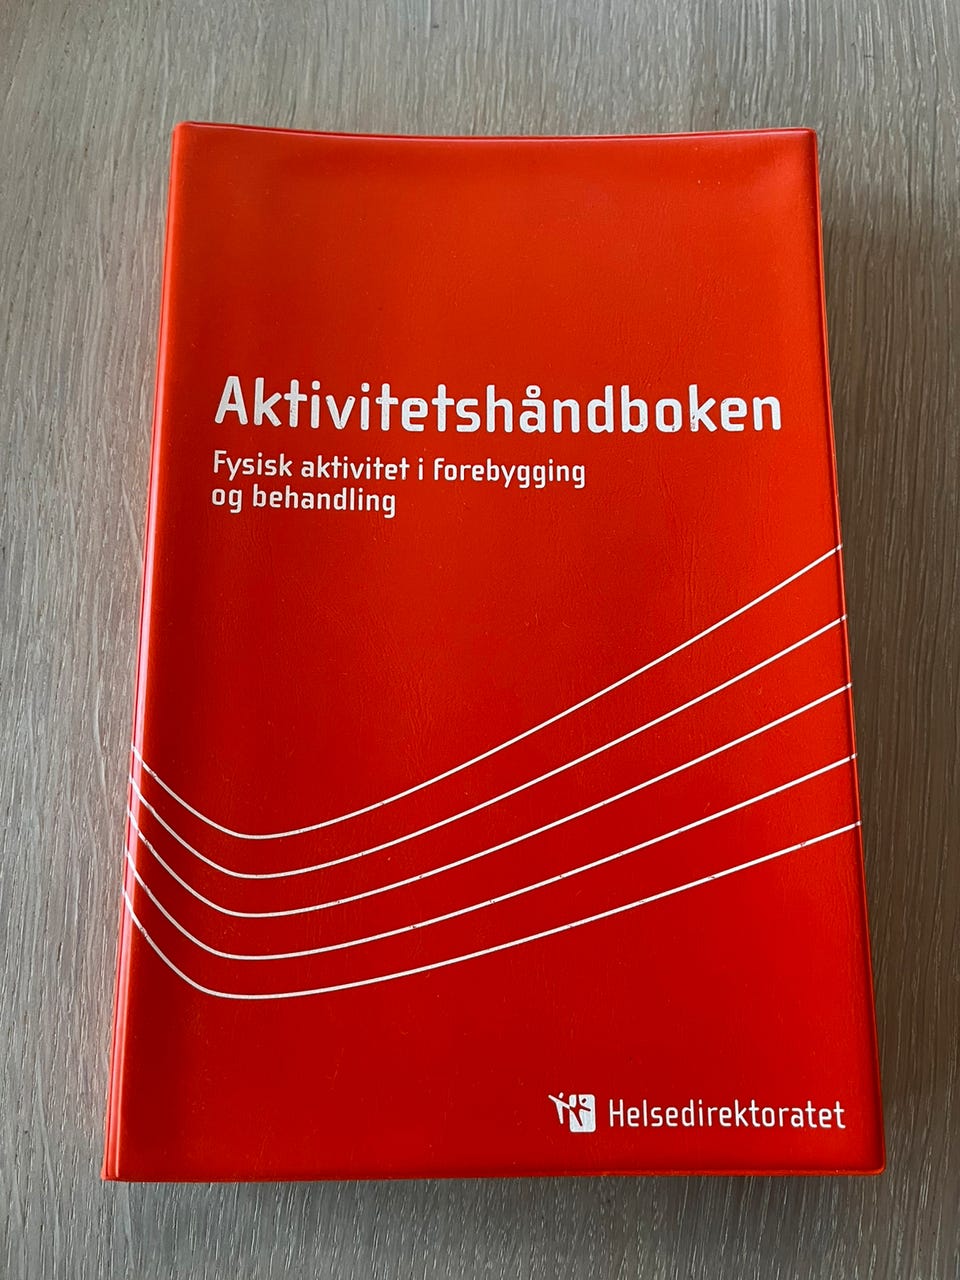 Aktivitetshåndboken
Fysisk aktivitet i forebygging
og behandling
Helsedirektoratet